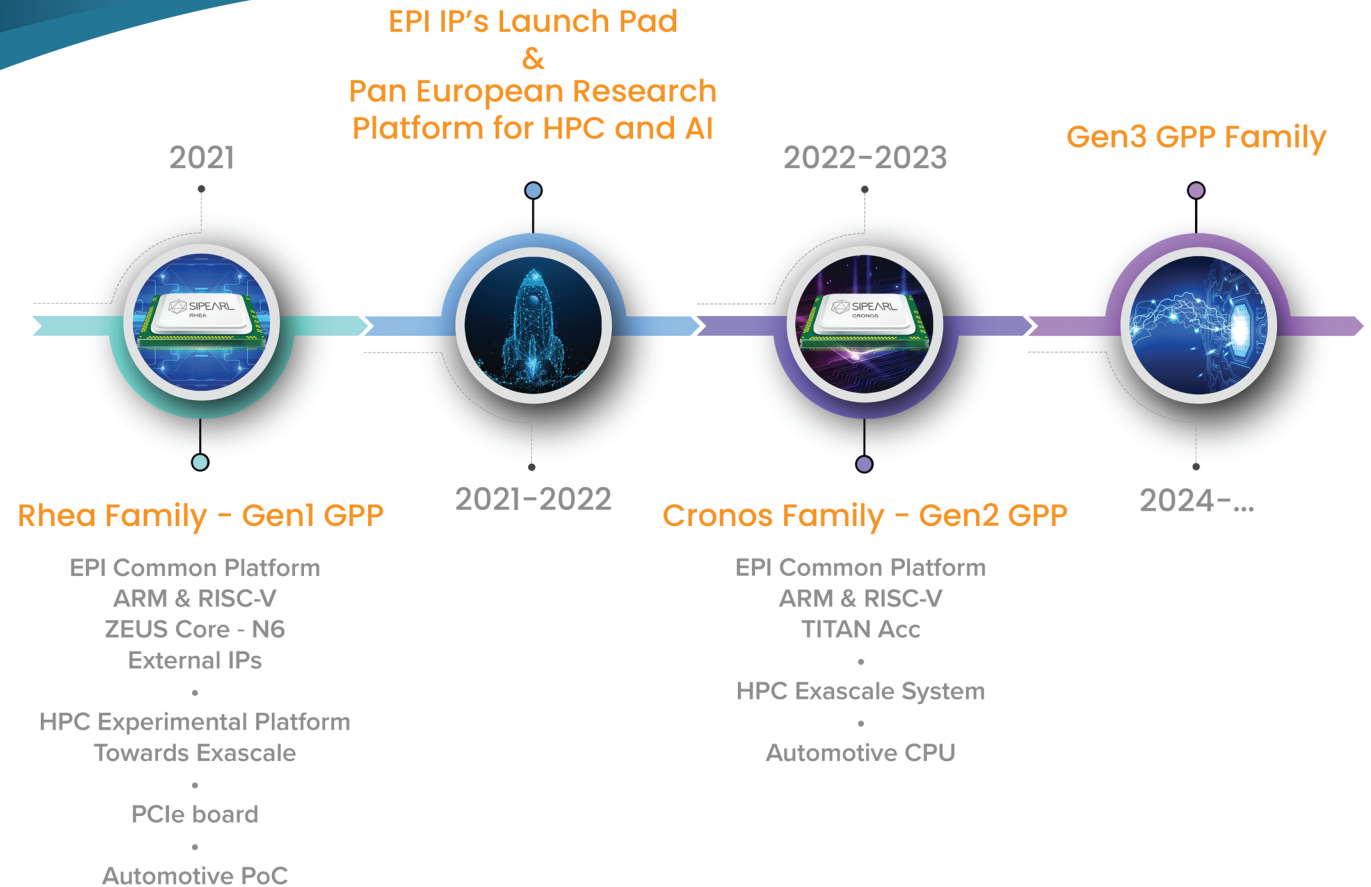 2021
SIPEARL
RHEA
Rhea Family - Gen1 GPP
EPI Common Platform
ARM & RISC-V
ZEUS Core - N6
External IPs
•
HPC Experimental Platform
Towards Exascale
•
PCIe board
•
Automotive PoC
EPI IP's Launch Pad
&
Pan European Research
Platform for HPC and AI
2021-2022
2022-2023
SIPEARL
CRONOS
Cronos Family - Gen2 GPP
EPI Common Platform
ARM & RISC-V
TITAN Acc
•
HPC Exascale System
•
Automotive CPU
Gen3 GPP Family
2024-...